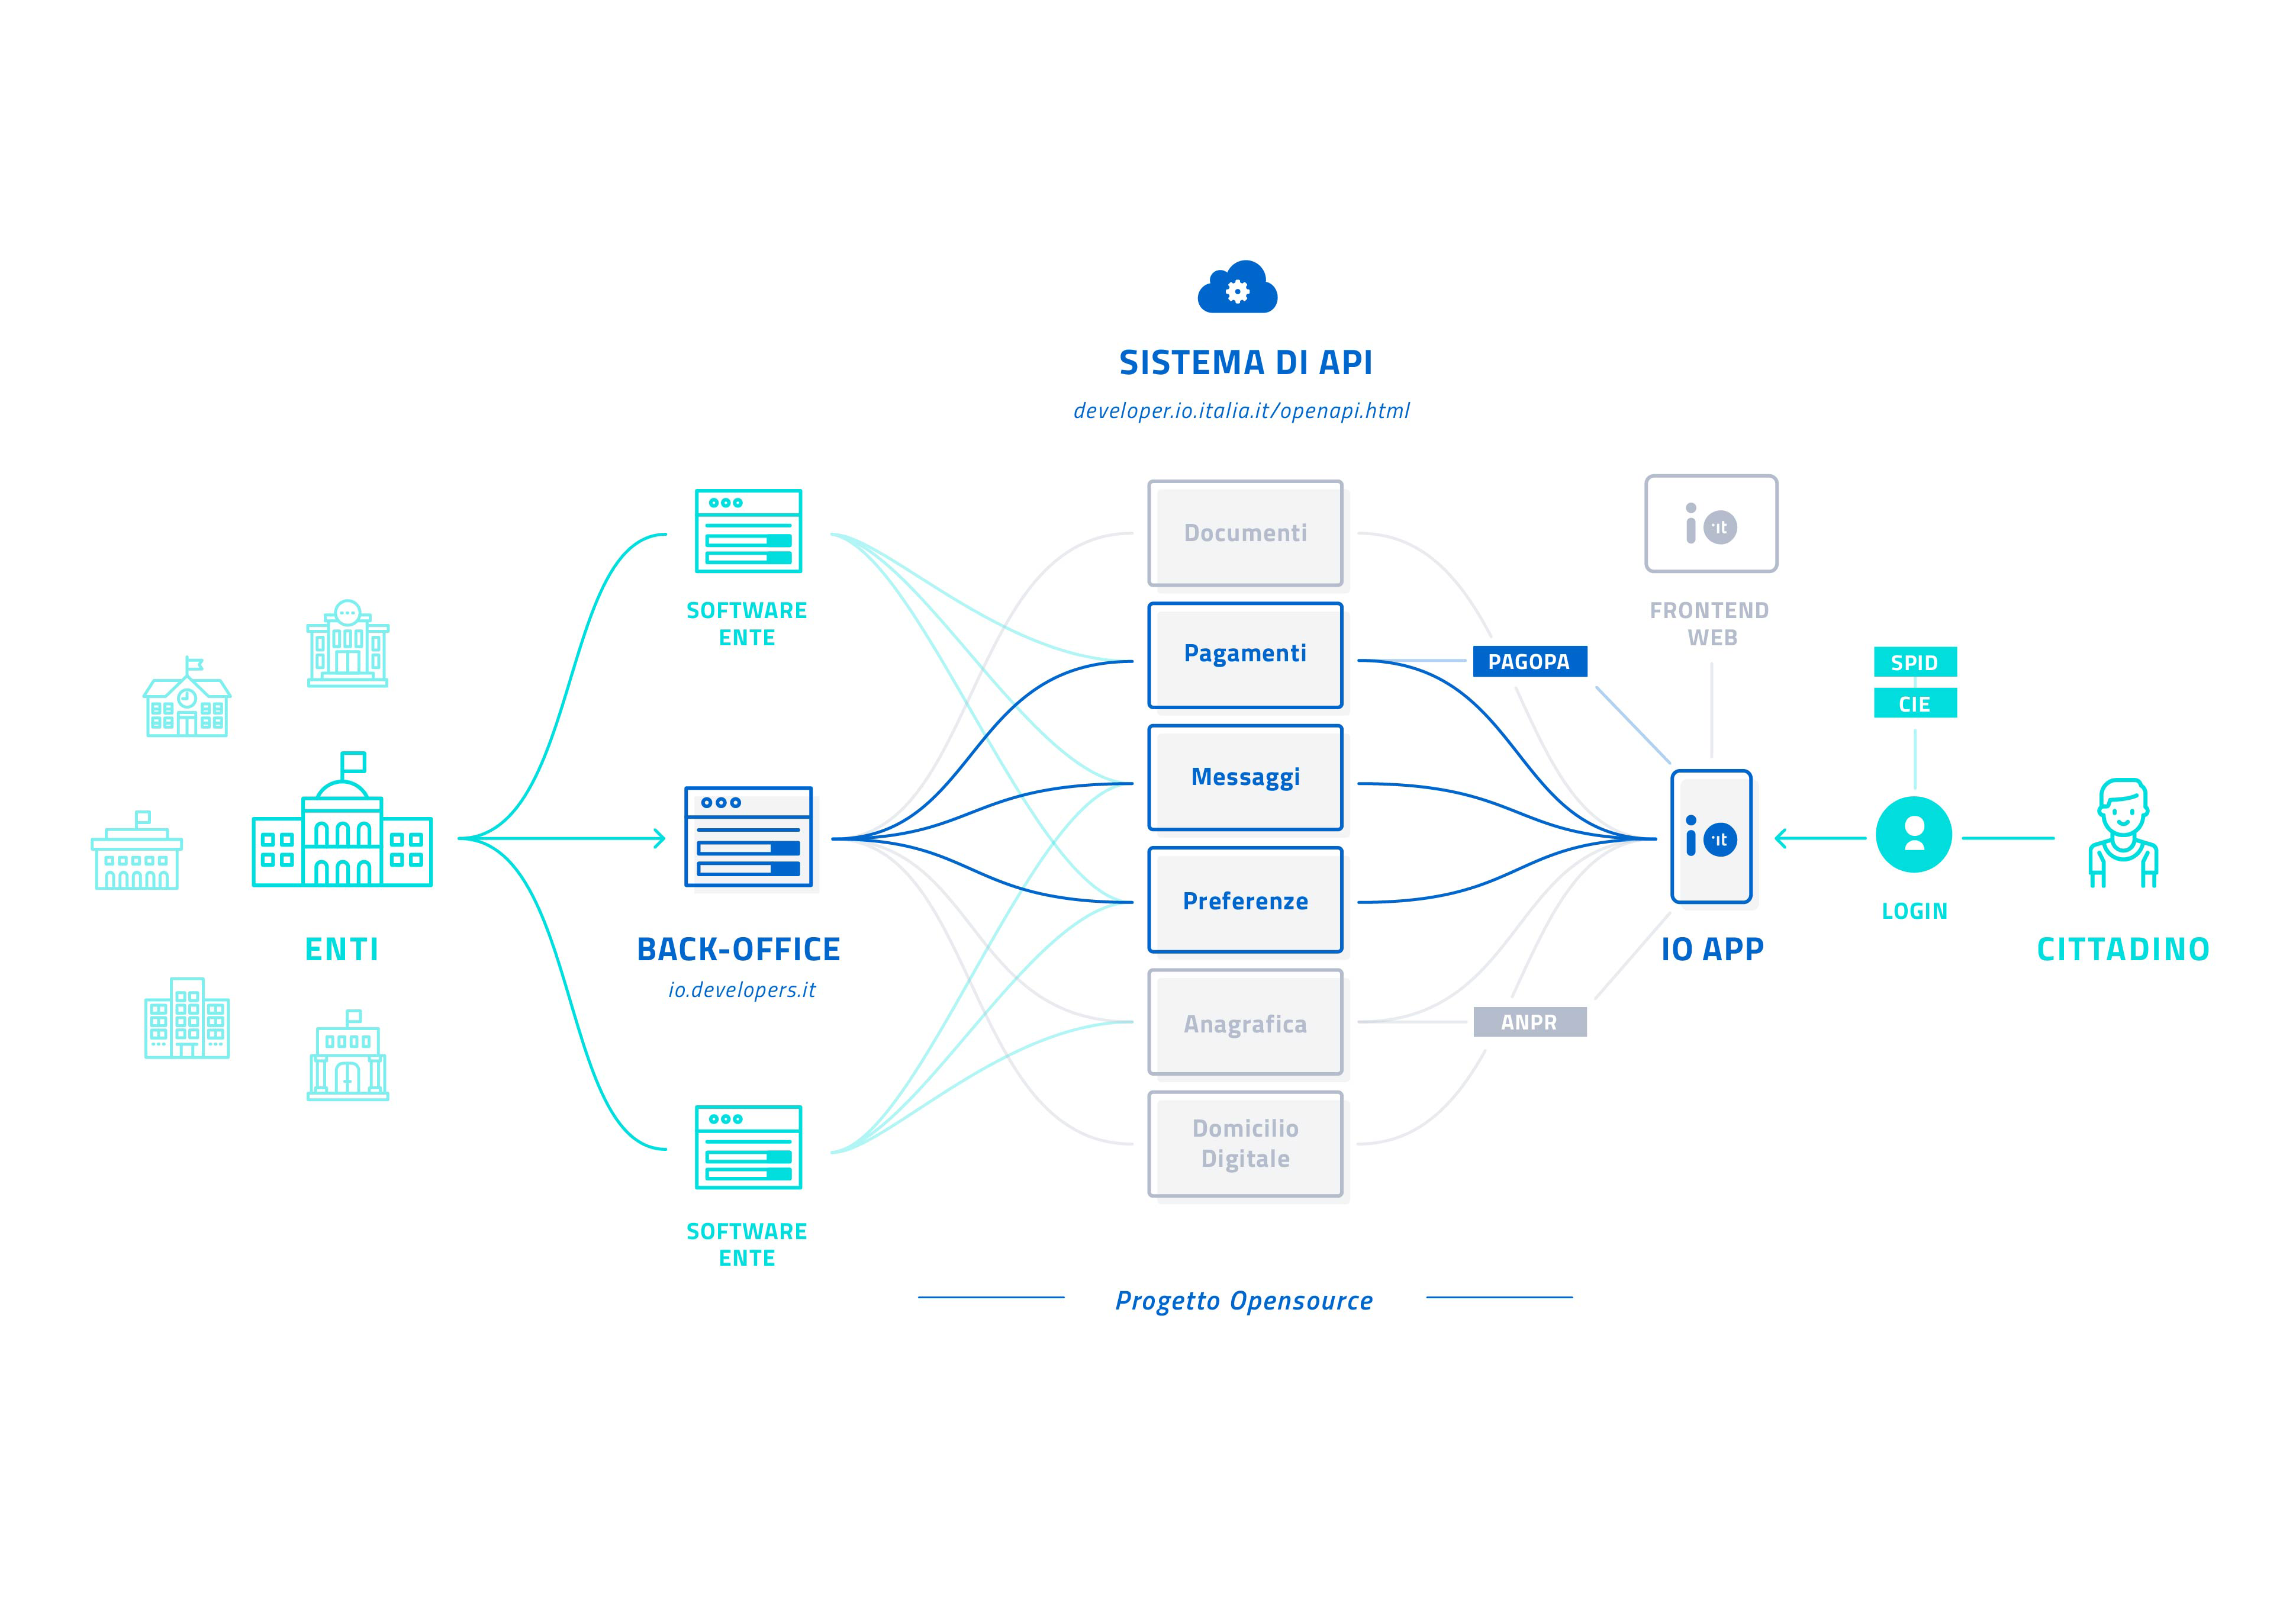 SISTEMA DI API
developer.io.italia.it/openapi.html
SOFTWARE
ENTE
Documenti
io.it
FRONTEND
WEB
Pagamenti
PAGOPA
SPID
CIE
Messaggi
io.it
Preferenze
LOGIN
ENTI
BACK-OFFICE
io.developers.it
IO APP
CITTADINO
Anagrafica
ANPR
Domicilio
Digitale
SOFTWARE
ENTE
Progetto Opensource